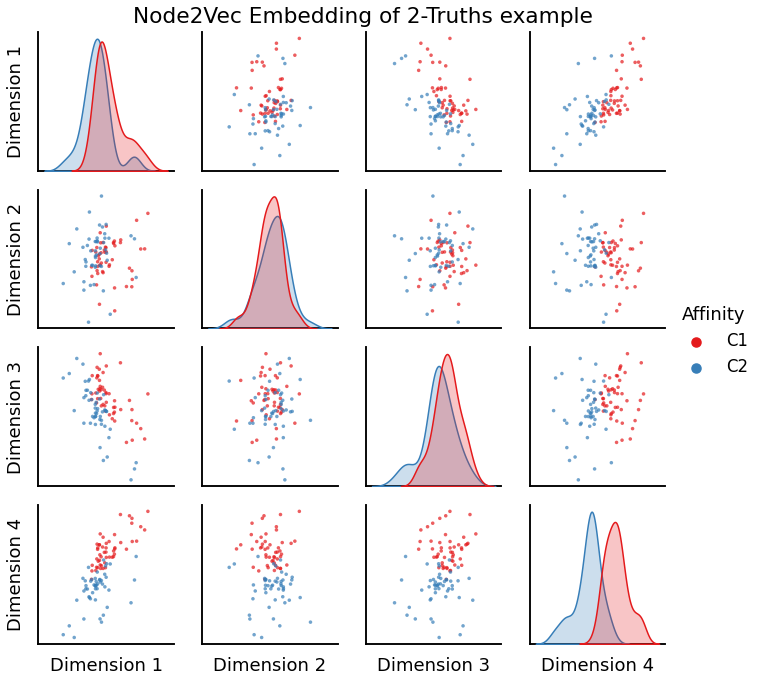 Node2Vec Embedding of 2-Truths example
Dimension 1
Dimension 2
Dimension 3
Dimension 4
Affinity
C1
C2
Dimension 1
Dimension 2
Dimension 3
Dimension 4